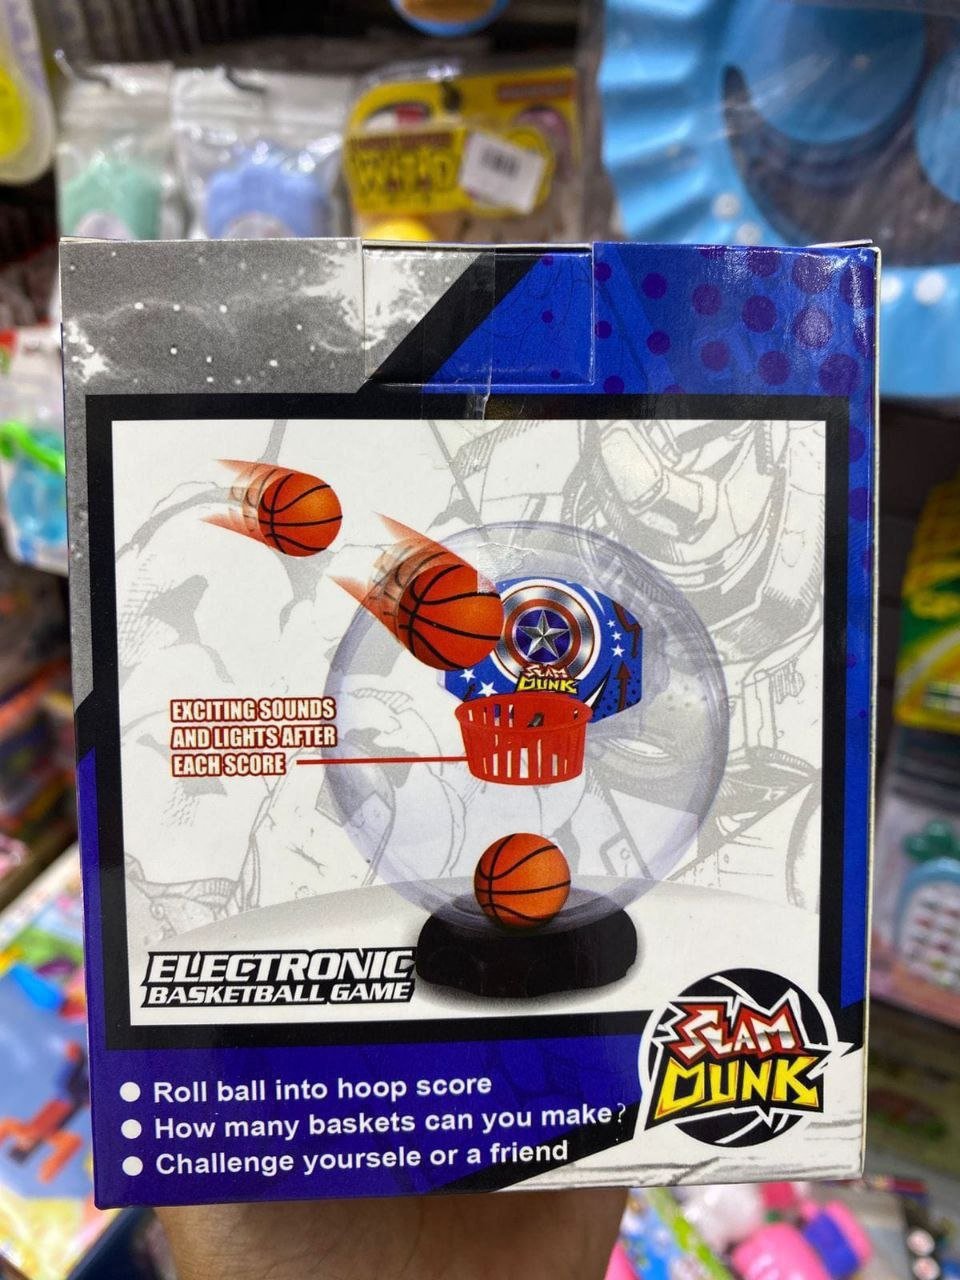 SLAM
DUNK
EXCITING SOUNDS
AND LIGHTS AFTER
EACH SCORE
ELECTRONIC
BASKETBALL GAME
SLAM
DUNK
Roll ball into hoop score
How many baskets can you make?
Challenge yoursele or a friend